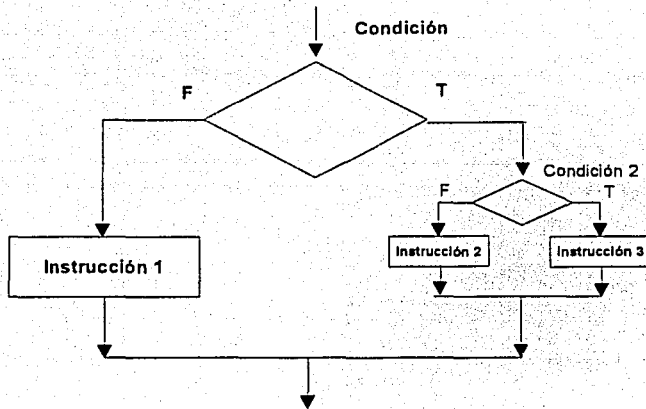 Condición
F
T
Condición 2
F
T
Instrucción 1
Instrucción 2
Instrucción 3